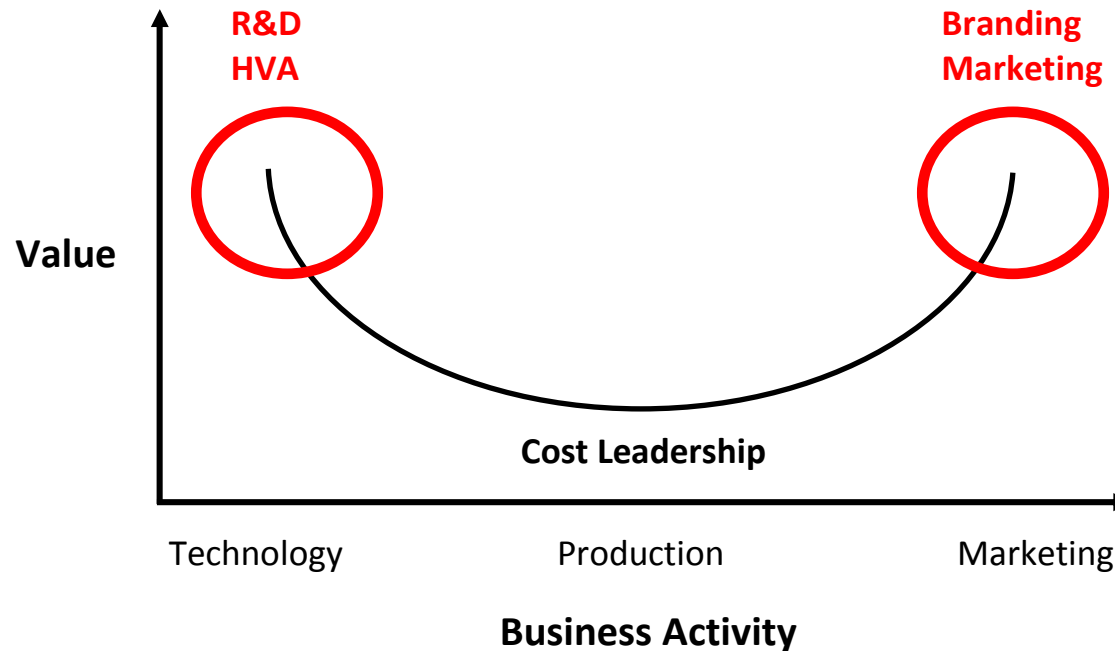 R&D
HVA
Branding
Marketing
Value
Cost Leadership
Technology
Production
Marketing
Business Activity